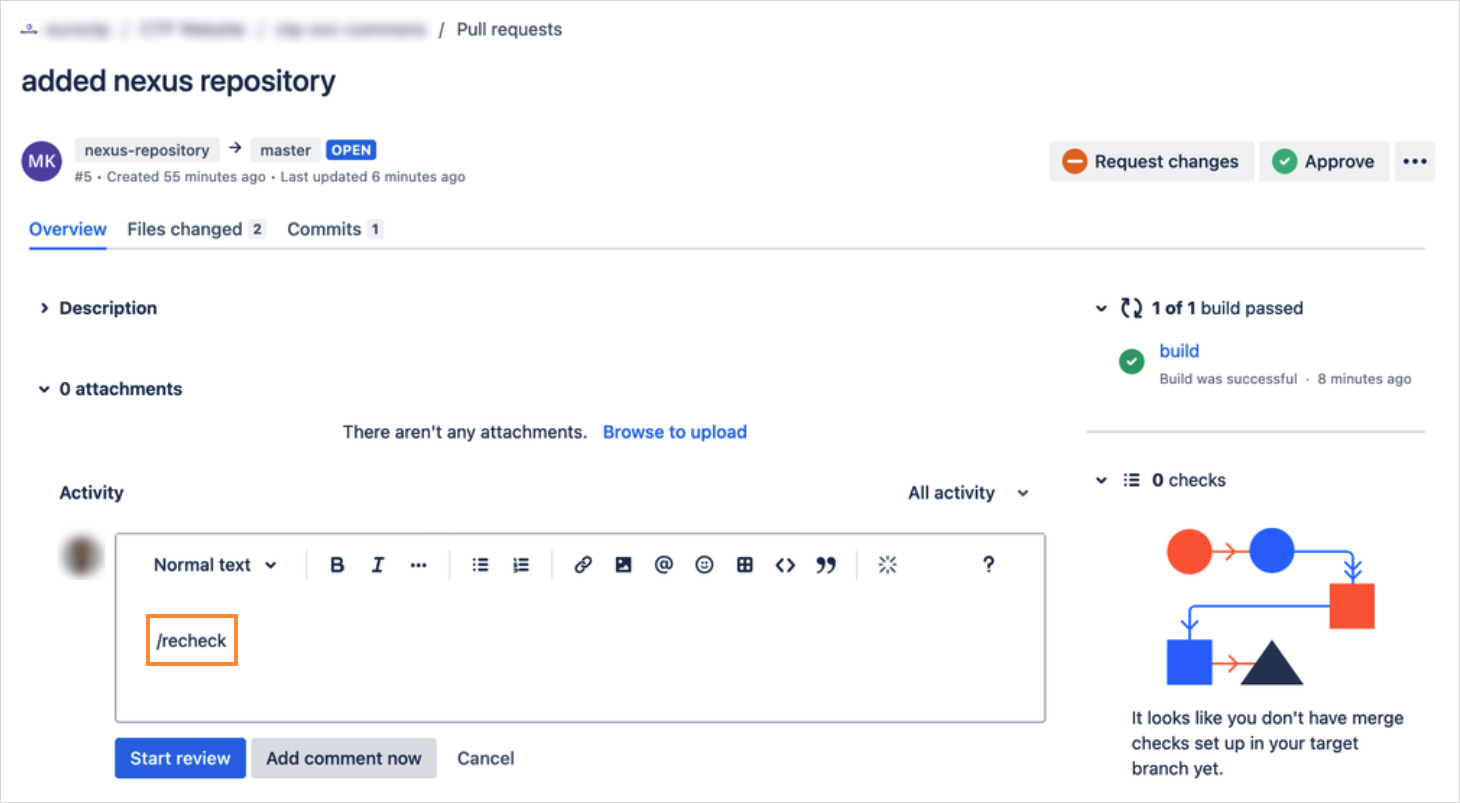 / Pull requests
added nexus repository
MK
nexus-repository → master OPEN
#5 • Created 55 minutes ago • Last updated 6 minutes ago
Request changes
Approve
Overview
Files changed 2
Commits 1
Description
0 attachments
There aren't any attachments. Browse to upload
Activity
All activity
Normal text
B I ••• @ <> ?
/recheck
Start review
Add comment now
Cancel
1 of 1 build passed
build
Build was successful · 8 minutes ago
0 checks
It looks like you don't have merge
checks set up in your target
branch yet.